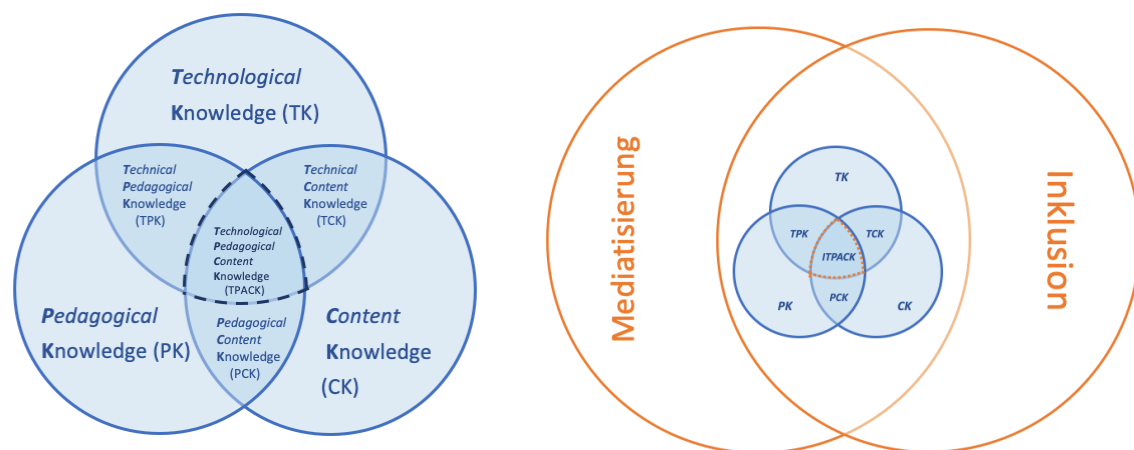 Technological
Knowledge (TK)
Technical
Pedagogical
Knowledge
(TPK)
Technical
Content
Knowledge
(TCK)
Technological
Pedagogical
Content
Knowledge
(TPACK)
Pedagogical
Knowledge (PK)
Pedagogical
Content
Knowledge
(PCK)
Content
Knowledge
(CK)
Mediatisierung
TK
TPK
TCK
ITPACK
PK
PCK
CK
Inklusion